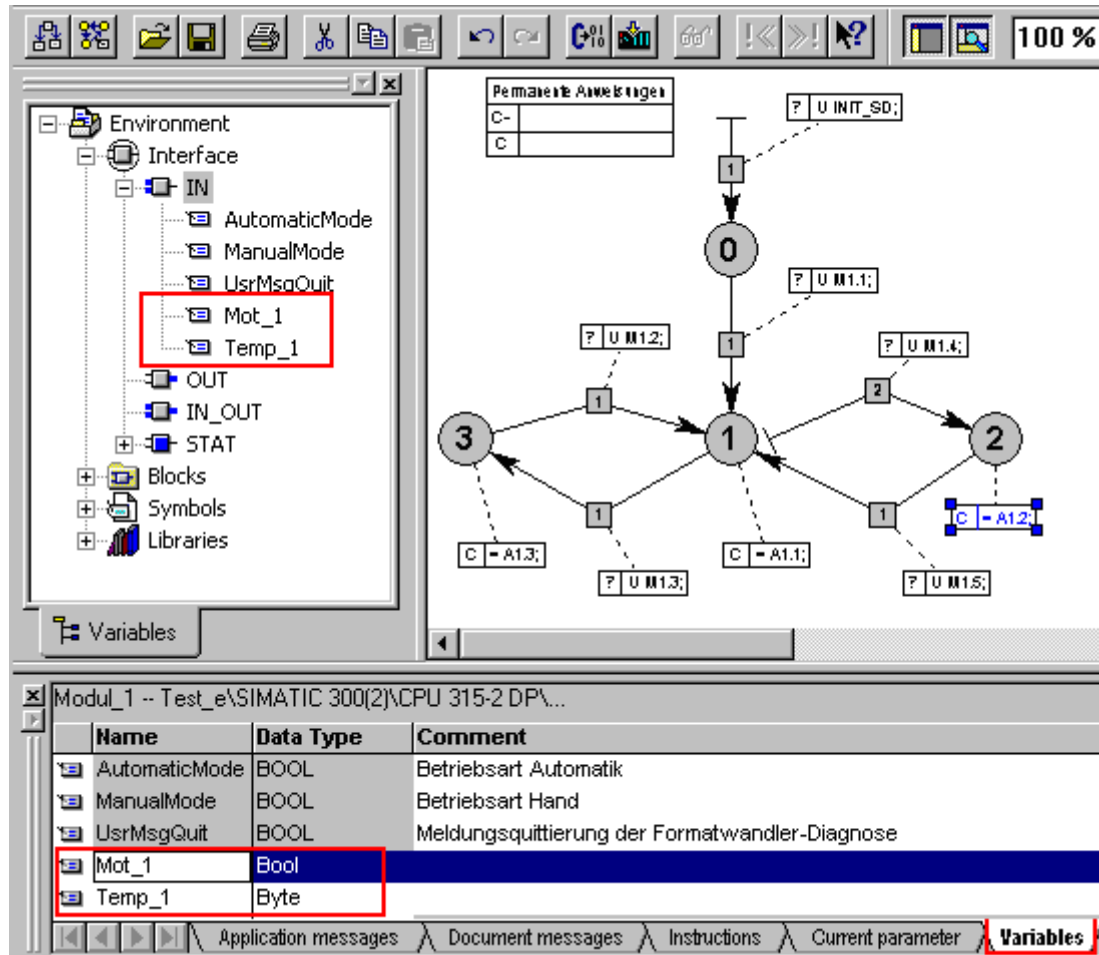 100 %
Permanente Anweisungen
C-
C
? U INIT_SD;
1
0
? U M1.1;
1
? U M1.2;
? U M1.4;
1
2
3
1
2
1
1
C = A1.2;
C = A1.3;
C = A1.1;
? U M1.3;
? U M1.5;
Environment
Interface
IN
AutomaticMode
ManualMode
UsrMsgQuit
Mot_1
Temp_1
OUT
IN_OUT
STAT
Blocks
Symbols
Libraries
Variables
Modul_1 -- Test_e\SIMATIC 300(2)\CPU 315-2 DP\...
Name Data Type Comment
AutomaticMode BOOL Betriebsart Automatik
ManualMode BOOL Betriebsart Hand
UsrMsgQuit BOOL Meldungsquittierung der Formatwandler-Diagnose
Mot_1 Bool
Temp_1 Byte
Application messages Document messages Instructions Current parameter Variables